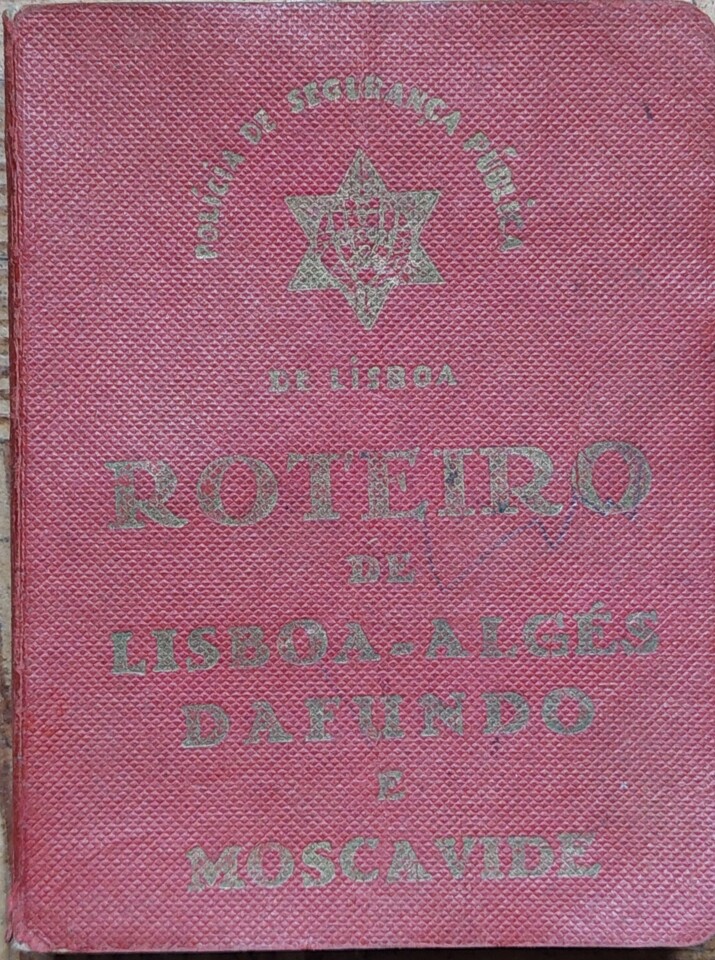 POLÍCIA DE SEGURANÇA PÚBLICA
DE LISBOA
ROTEIRO
DE
LISBOA-ALGÉS
DAFUNDO
E
MOSCAVIDE